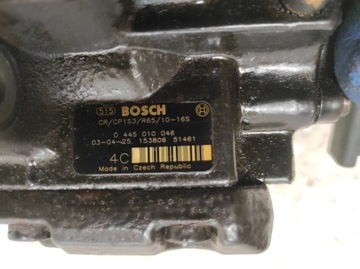 515 BOSCH
CR/CP1S3/R65/10-16S
0 445 010 046
03-04-25. 153806 51461
4C
Made in Czech Republic